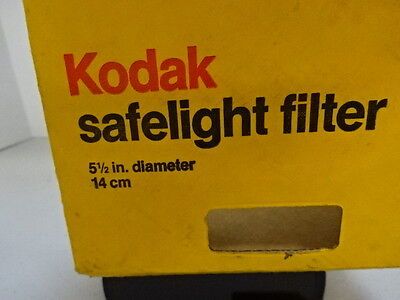 Kodak
safelight filter
5½ in. diameter
14 cm